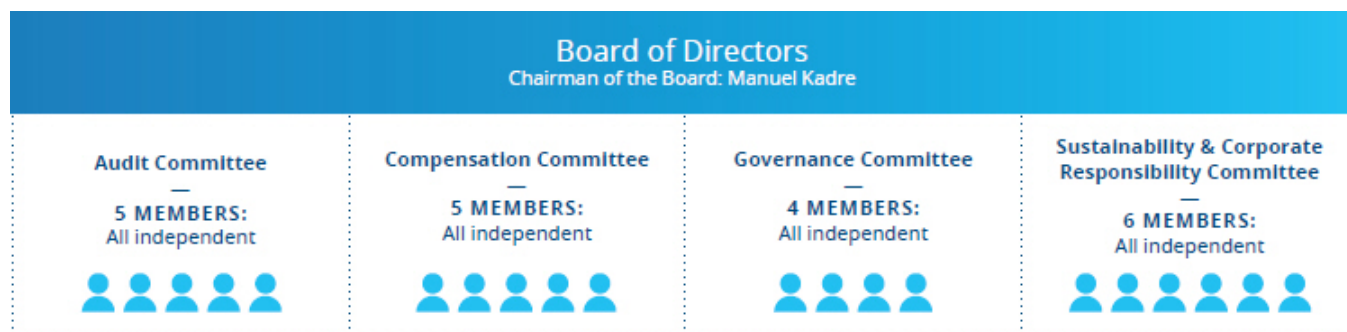 Board of Directors
Chairman of the Board: Manuel Kadre
Audit Committee
—
5 MEMBERS:
All independent
Compensation Committee
—
5 MEMBERS:
All independent
Governance Committee
—
4 MEMBERS:
All independent
Sustainability & Corporate
Responsibility Committee
—
6 MEMBERS:
All independent